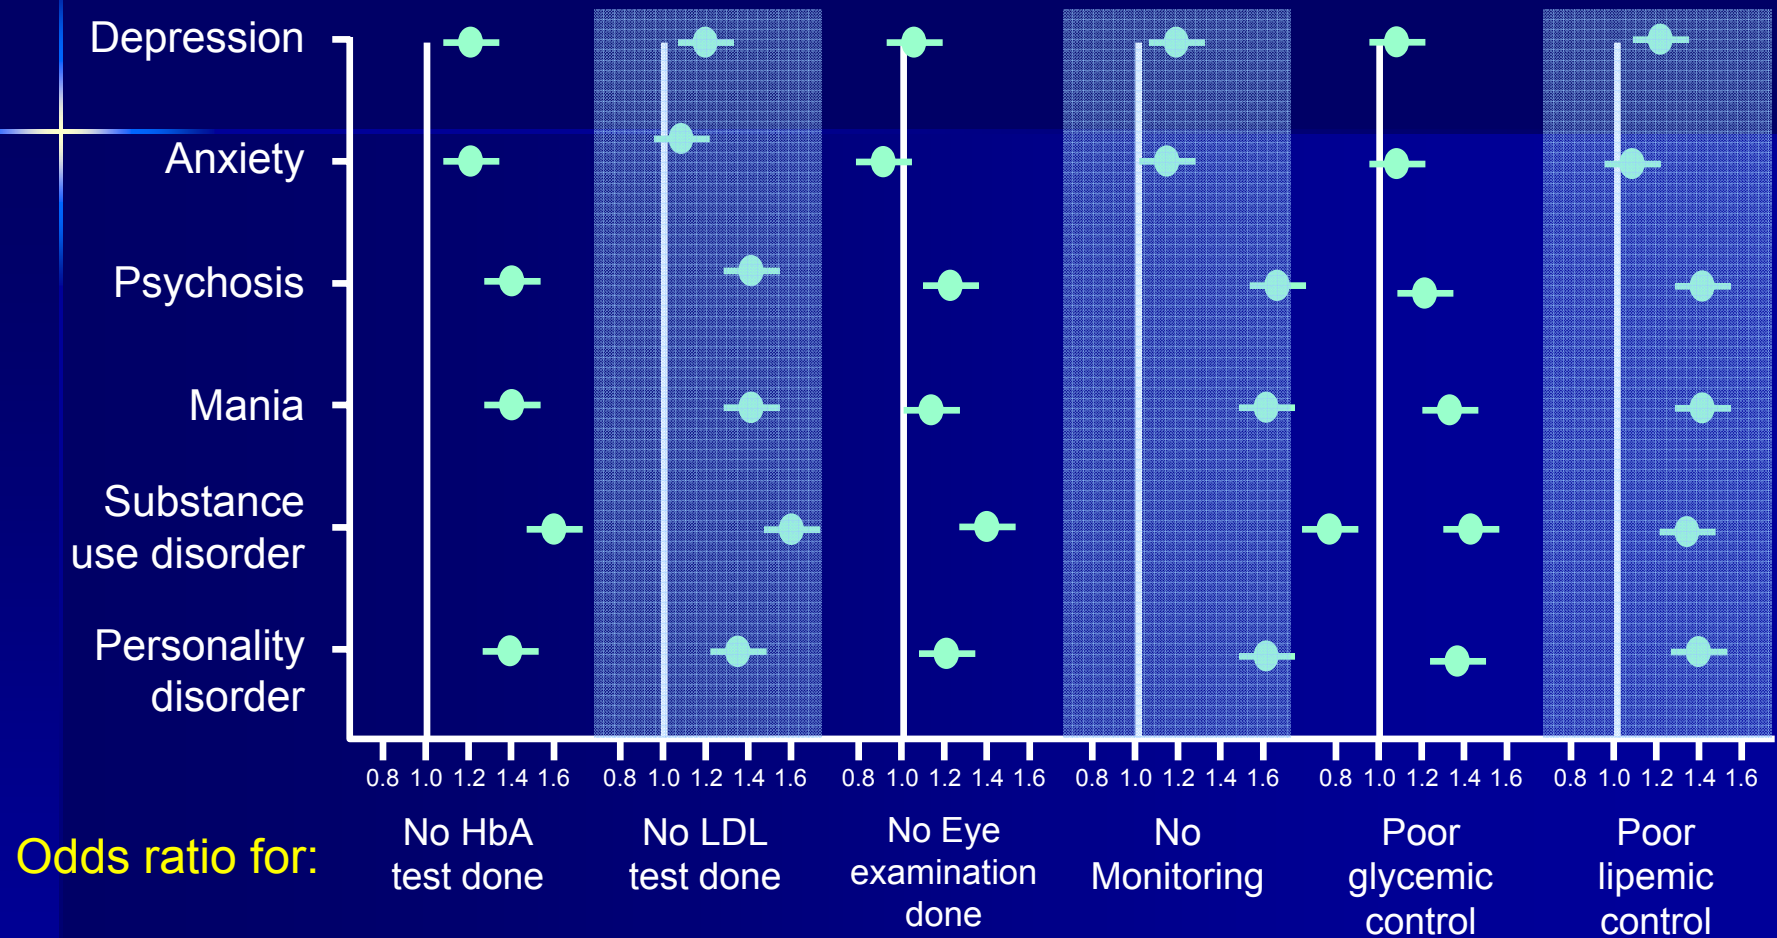 Depression
Anxiety
Psychosis
Mania
Substance
use disorder
Personality
disorder
0.8 1.0 1.2 1.4 1.6 0.8 1.0 1.2 1.4 1.6 0.8 1.0 1.2 1.4 1.6 0.8 1.0 1.2 1.4 1.6 0.8 1.0 1.2 1.4 1.6 0.8 1.0 1.2 1.4 1.6
Odds ratio for:
No HbA
test done
No LDL
test done
No Eye
examination
done
No
Monitoring
Poor
glycemic
control
Poor
lipemic
control